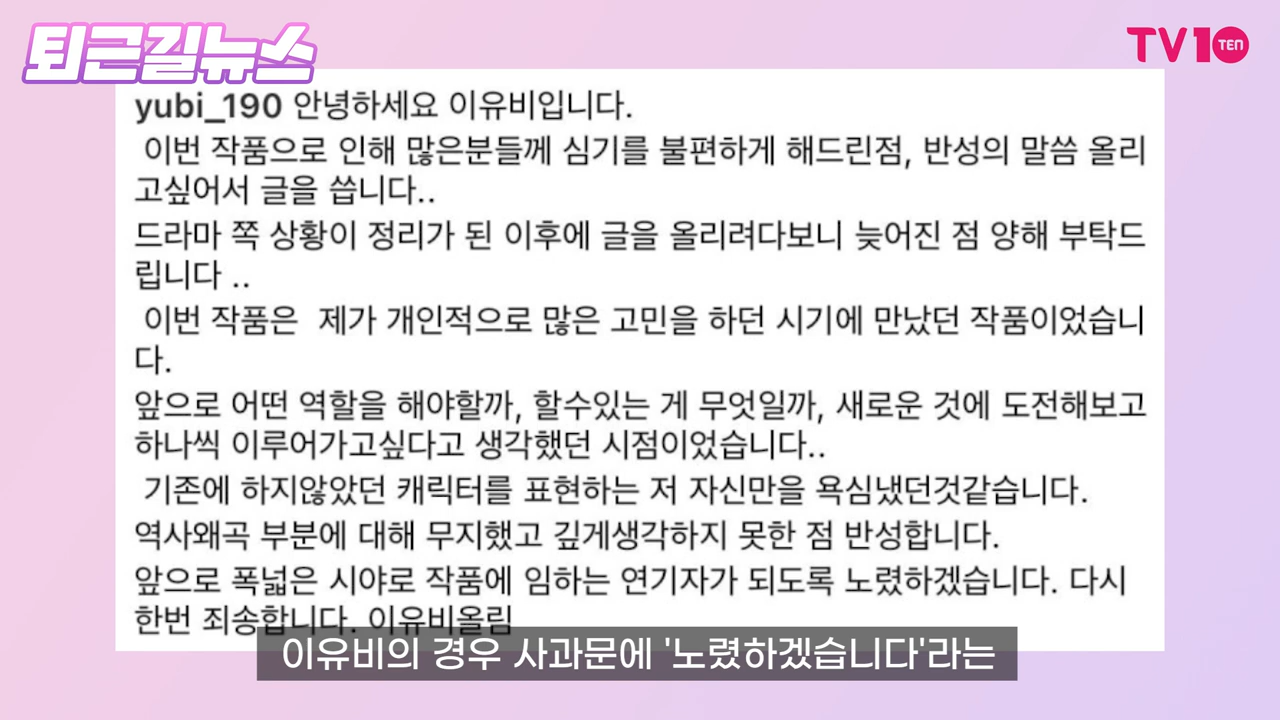 퇴근길뉴스
TV10 TEN
yubi_190 안녕하세요 이유비입니다.
이번 작품으로 인해 많은분들께 심기를 불편하게 해드린점, 반성의 말씀 올리
고싶어서 글을 씁니다..
드라마 쪽 상황이 정리가 된 이후에 글을 올리려다보니 늦어진 점 양해 부탁드
립니다 ..
이번 작품은 제가 개인적으로 많은 고민을 하던 시기에 만났던 작품이었습니
다.
앞으로 어떤 역할을 해야할까, 할수있는 게 무엇일까, 새로운 것에 도전해보고
하나씩 이루어가고싶다고 생각했던 시점이었습니다..
기존에 하지않았던 캐릭터를 표현하는 저 자신만을 욕심냈던것같습니다.
역사왜곡 부분에 대해 무지했고 깊게생각하지 못한 점 반성합니다.
앞으로 폭넓은 시야로 작품에 임하는 연기자가 되도록 노렸하겠습니다. 다시
한번 죄송합니다. 이유비올림
이유비의 경우 사과문에 '노렸하겠습니다'라는